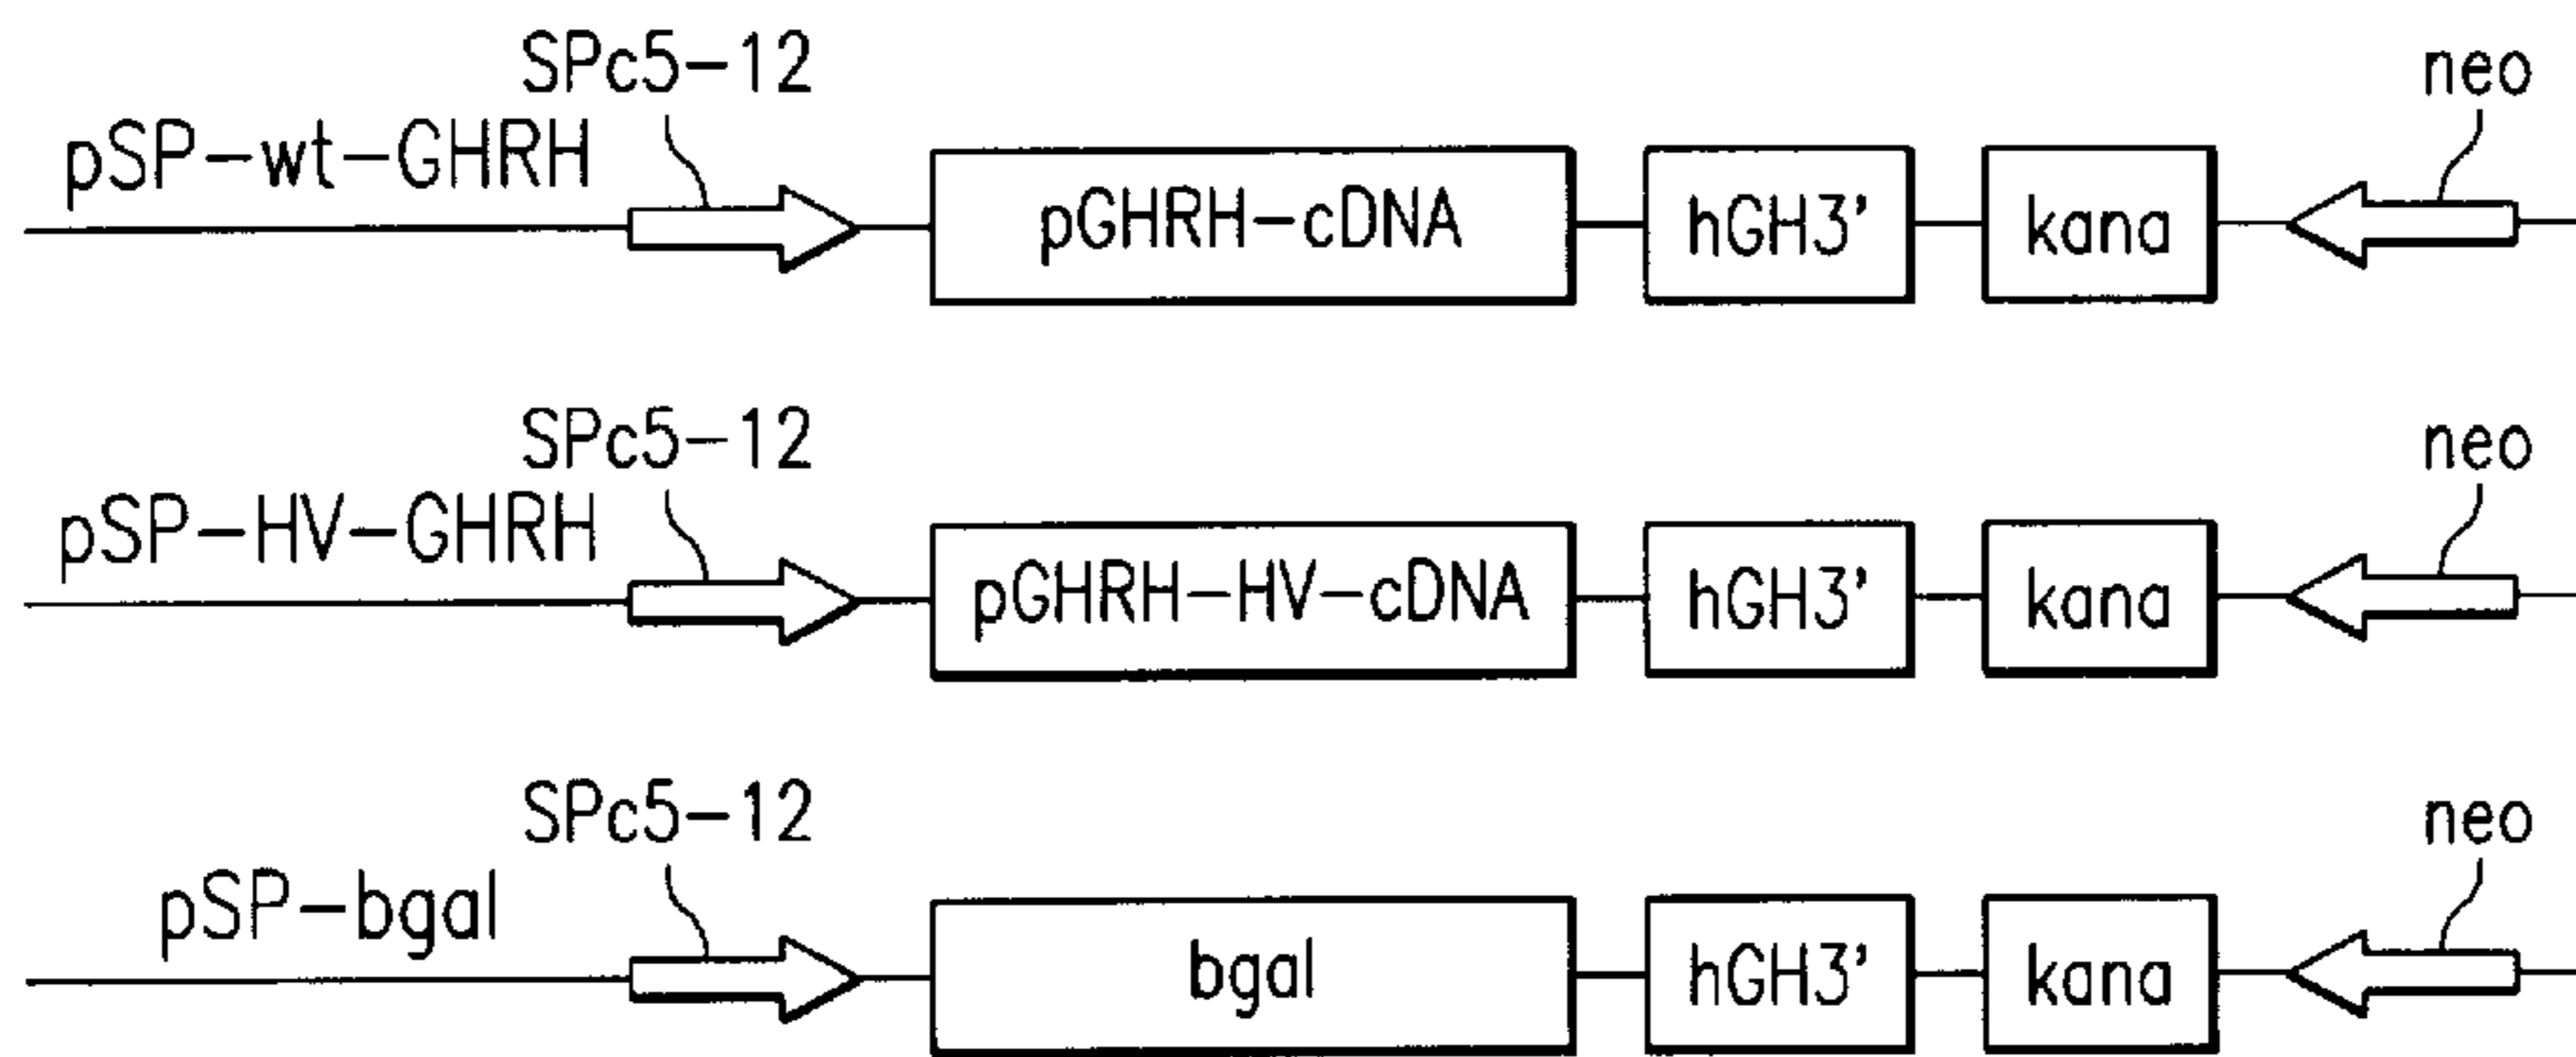 SPc5-12 neo
pSP-wt-GHRH
pGHRH-cDNA hGH3' kana
SPc5-12 neo
pSP-HV-GHRH
pGHRH-HV-cDNA hGH3' kana
SPc5-12 neo
pSP-bgal
bgal hGH3' kana